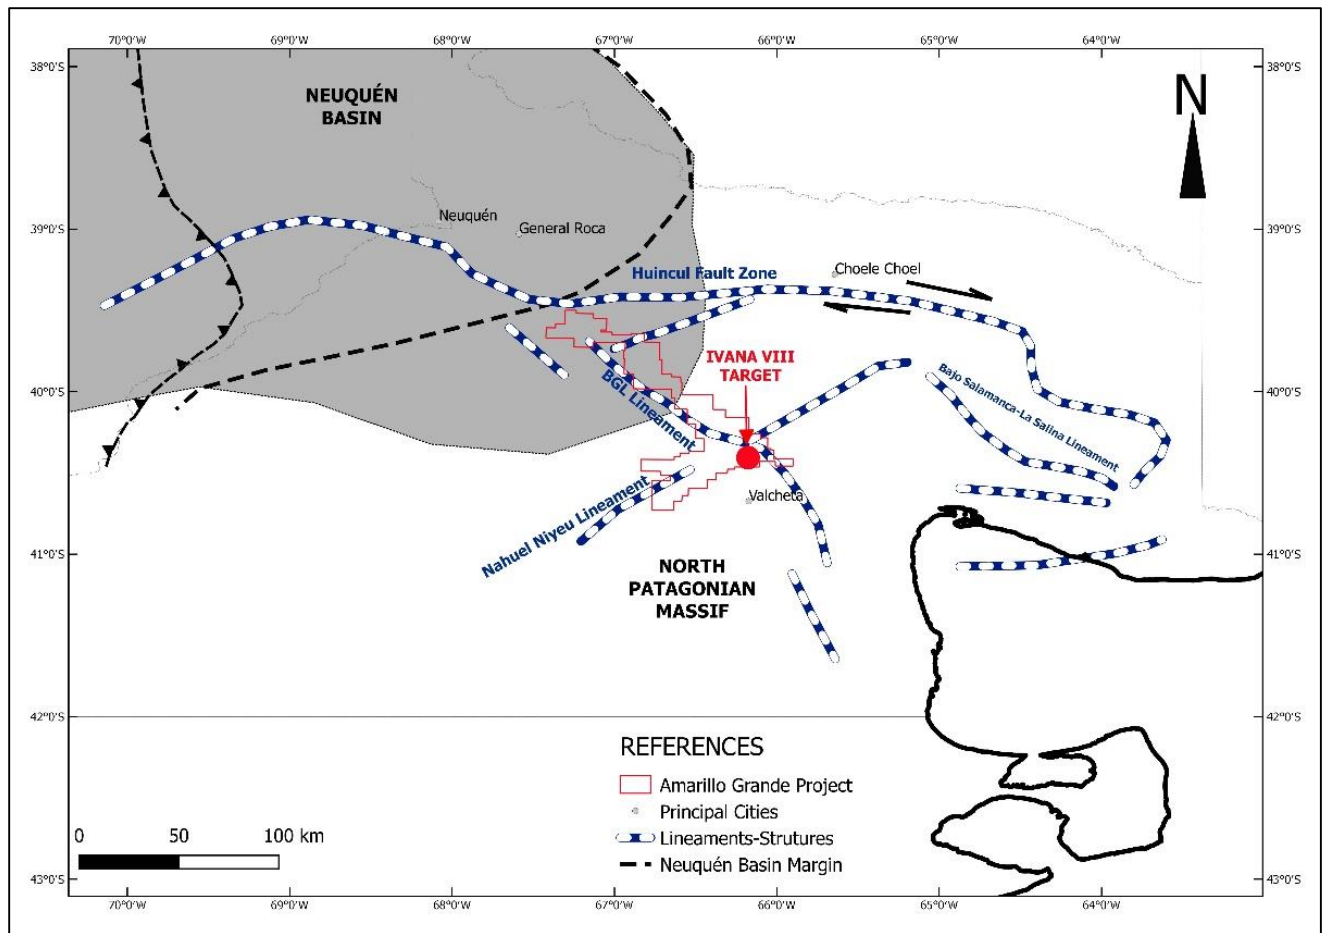 70°0'W 69°0'W 68°0'W 67°0'W 66°0'W 65°0'W 64°0'W
38°0'S 38°0'S
NEUQUÉN
BASIN
N
Neuquén
General Roca
39°0'S 39°0'S
Huincul Fault Zone
Choele Choel
IVANA VIII
TARGET
40°0'S 40°0'S
BGL Lineament
Bajo Salamanca-La Salina Lineament
Valcheta
Nahuel Niyeu Lineament
41°0'S 41°0'S
NORTH
PATAGONIAN
MASSIF
42°0'S 42°0'S
REFERENCES
Amarillo Grande Project
Principal Cities
Lineaments-Strutures
Neuquén Basin Margin
0 50 100 km
43°0'S 43°0'S
70°0'W 69°0'W 68°0'W 67°0'W 66°0'W 65°0'W 64°0'W